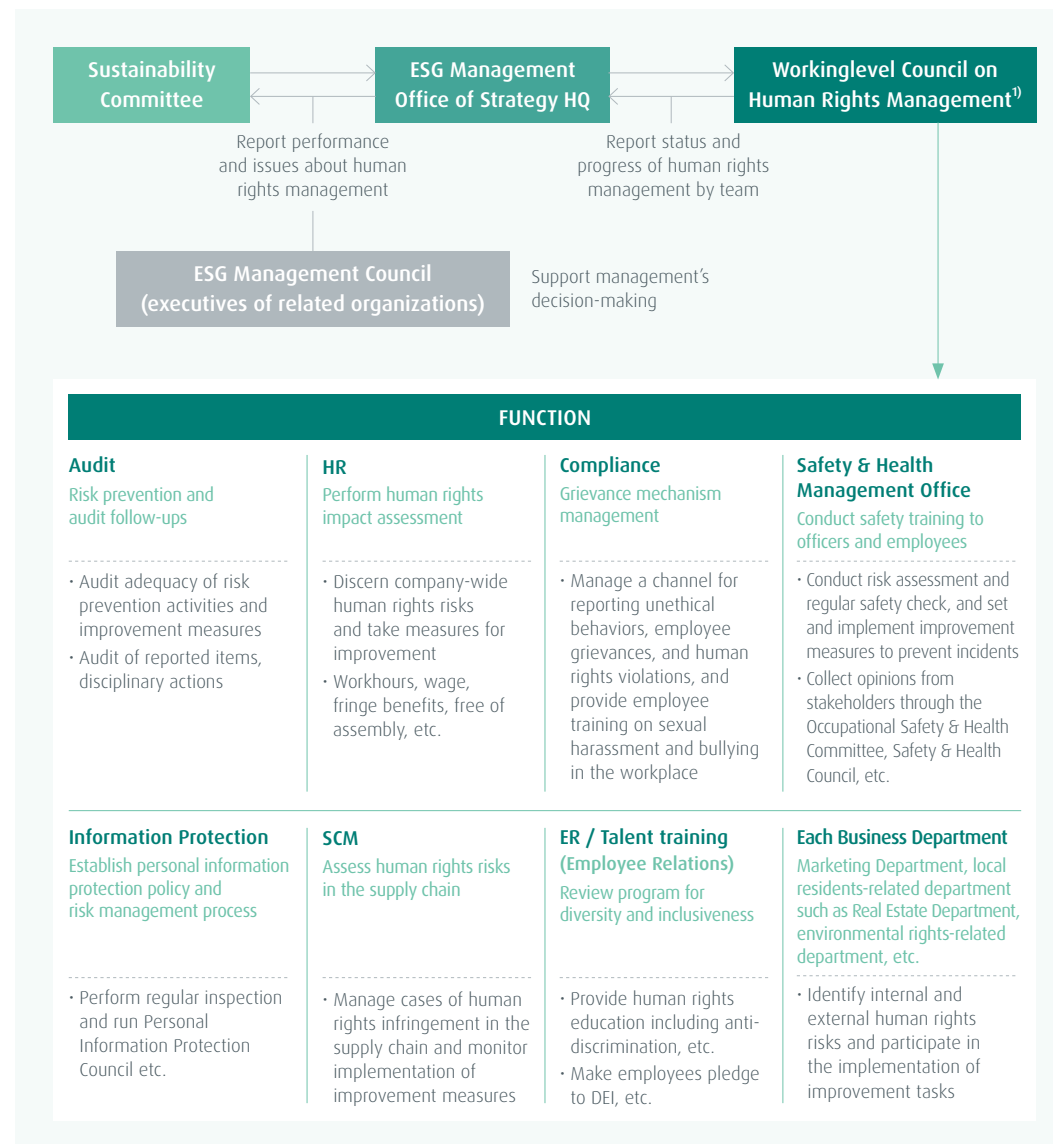 Sustainability
Committee
ESG Management
Office of Strategy HQ
Workinglevel Council on
Human Rights Management1)
Report performance
and issues about human
rights management
Report status and
progress of human rights
management by team
ESG Management Council
(executives of related organizations)
Support management's
decision-making
FUNCTION
Audit
Risk prevention and
audit follow-ups
· Audit adequacy of risk
prevention activities and
improvement measures
· Audit of reported items,
disciplinary actions
HR
Perform human rights
impact assessment
· Discern company-wide
human rights risks
and take measures for
improvement
· Workhours, wage,
fringe benefits, free of
assembly, etc.
Compliance
Grievance mechanism
management
· Manage a channel for
reporting unethical
behaviors, employee
grievances, and human
rights violations, and
provide employee
training on sexual
harassment and bullying
in the workplace
Safety & Health
Management Office
Conduct safety training to
officers and employees
· Conduct risk assessment and
regular safety check, and set
and implement improvement
measures to prevent incidents
· Collect opinions from
stakeholders through the
Occupational Safety & Health
Committee, Safety & Health
Council, etc.
Information Protection
Establish personal information
protection policy and
risk management process
· Perform regular inspection
and run Personal
Information Protection
Council etc.
SCM
Assess human rights risks
in the supply chain
· Manage cases of human
rights infringement in the
supply chain and monitor
implementation of
improvement measures
ER / Talent training
(Employee Relations)
Review program for
diversity and inclusiveness
· Provide human rights
education including anti-
discrimination, etc.
· Make employees pledge
to DEI, etc.
Each Business Department
Marketing Department, local
residents-related department
such as Real Estate Department,
environmental rights-related
department, etc.
· Identify internal and
external human rights
risks and participate in
the implementation of
improvement tasks